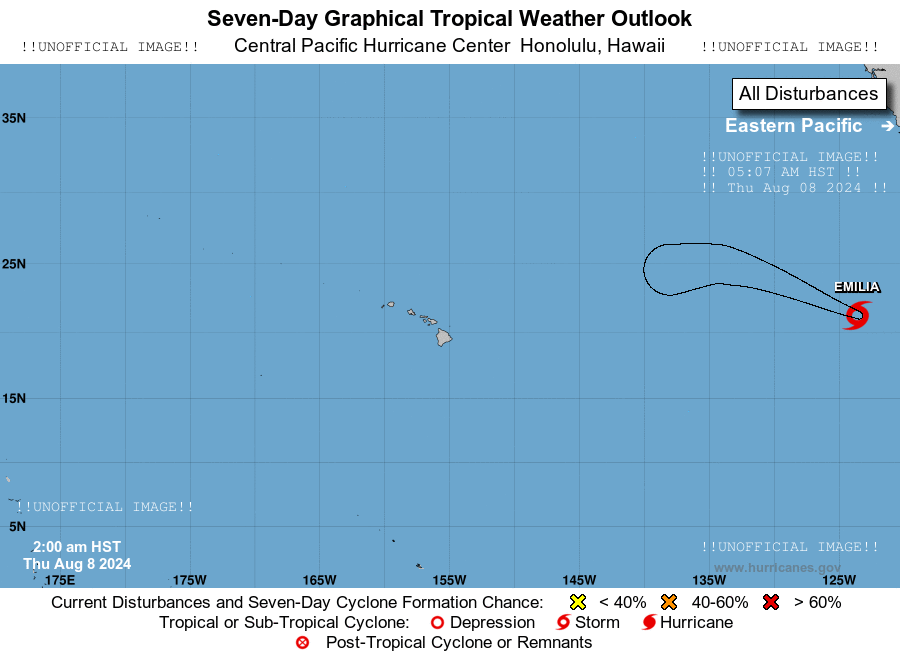 Seven-Day Graphical Tropical Weather Outlook
!!UNOFFICIAL IMAGE!! Central Pacific Hurricane Center Honolulu, Hawaii !!UNOFFICIAL IMAGE!!
All Disturbances
35N
Eastern Pacific →
!!UNOFFICIAL IMAGE!!
!! 05:07 AM HST !!
!! Thu Aug 08 2024 !!
25N
EMILIA
15N
!!UNOFFICIAL IMAGE!!
5N
2:00 am HST
Thu Aug 8 2024
!!UNOFFICIAL IMAGE!!
www.hurricanes.gov
175E 175W 165W 155W 145W 135W 125W
Current Disturbances and Seven-Day Cyclone Formation Chance: < 40% 40-60% > 60%
Tropical or Sub-Tropical Cyclone: Depression Storm Hurricane
Post-Tropical Cyclone or Remnants